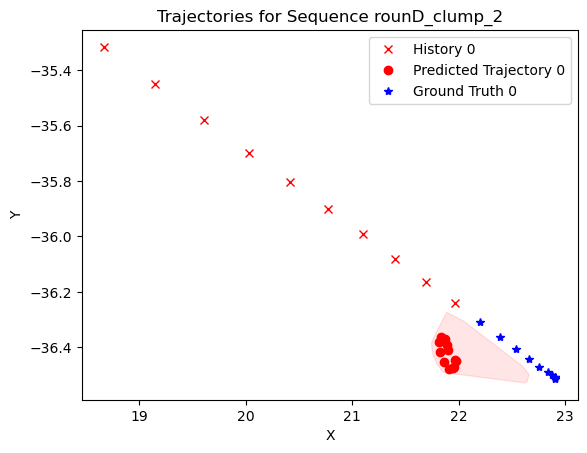 Trajectories for Sequence rounD_clump_2
History 0
Predicted Trajectory 0
Ground Truth 0
Y
−35.4
−35.6
−35.8
−36.0
−36.2
−36.4
19 20 21 22 23
X